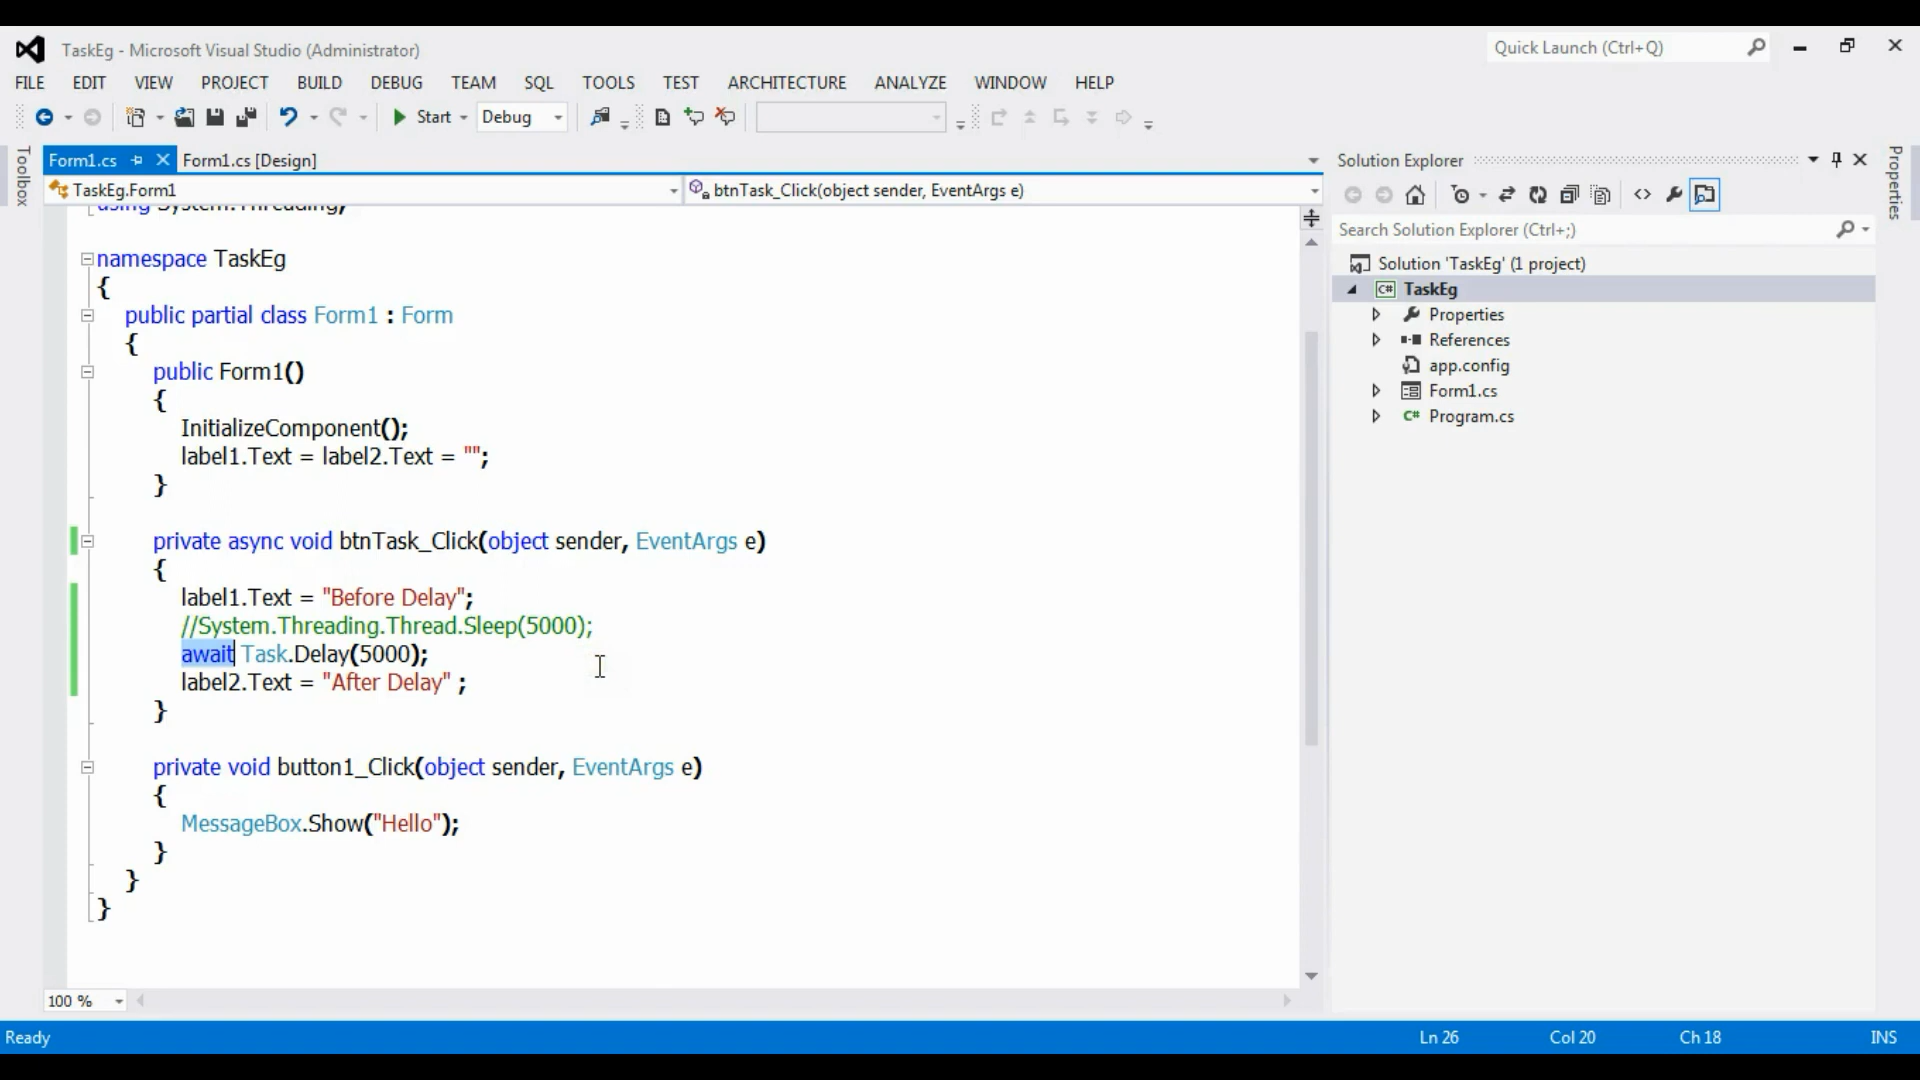 TaskEg - Microsoft Visual Studio (Administrator)
Quick Launch (Ctrl+Q)
FILE EDIT VIEW PROJECT BUILD DEBUG TEAM SQL TOOLS TEST ARCHITECTURE ANALYZE WINDOW HELP
Start Debug
Toolbox
Form1.cs Form1.cs [Design]
TaskEg.Form1 btnTask_Click(object sender, EventArgs e)
using System.Threading;
namespace TaskEg
{
public partial class Form1 : Form
{
public Form1()
{
InitializeComponent();
label1.Text = label2.Text = "";
}
private async void btnTask_Click(object sender, EventArgs e)
{
label1.Text = "Before Delay";
//System.Threading.Thread.Sleep(5000);
await Task.Delay(5000);
label2.Text = "After Delay" ;
}
private void button1_Click(object sender, EventArgs e)
{
MessageBox.Show("Hello");
}
}
}
100 %
Solution Explorer
Search Solution Explorer (Ctrl+;)
Solution 'TaskEg' (1 project)
C# TaskEg
Properties
References
app.config
Form1.cs
C# Program.cs
Properties
Ready Ln 26 Col 20 Ch 18 INS